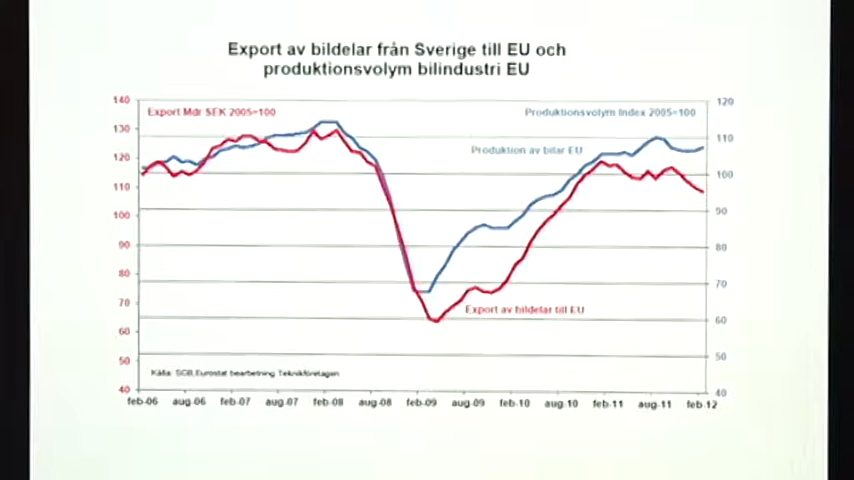 Export av bildelar från Sverige till EU och
produktionsvolym bilindustri EU
Export Mdr SEK 2005=100
Produktionsvolym Index 2005=100
Produktion av bilar EU
Export av bildelar till EU
Källa: SCB, Eurostat bearbetning Teknikföretagen
140
130
120
110
100
90
80
70
60
50
40
120
110
100
90
80
70
60
50
40
feb-06 aug-06 feb-07 aug-07 feb-08 aug-08 feb-09 aug-09 feb-10 aug-10 feb-11 aug-11 feb-12